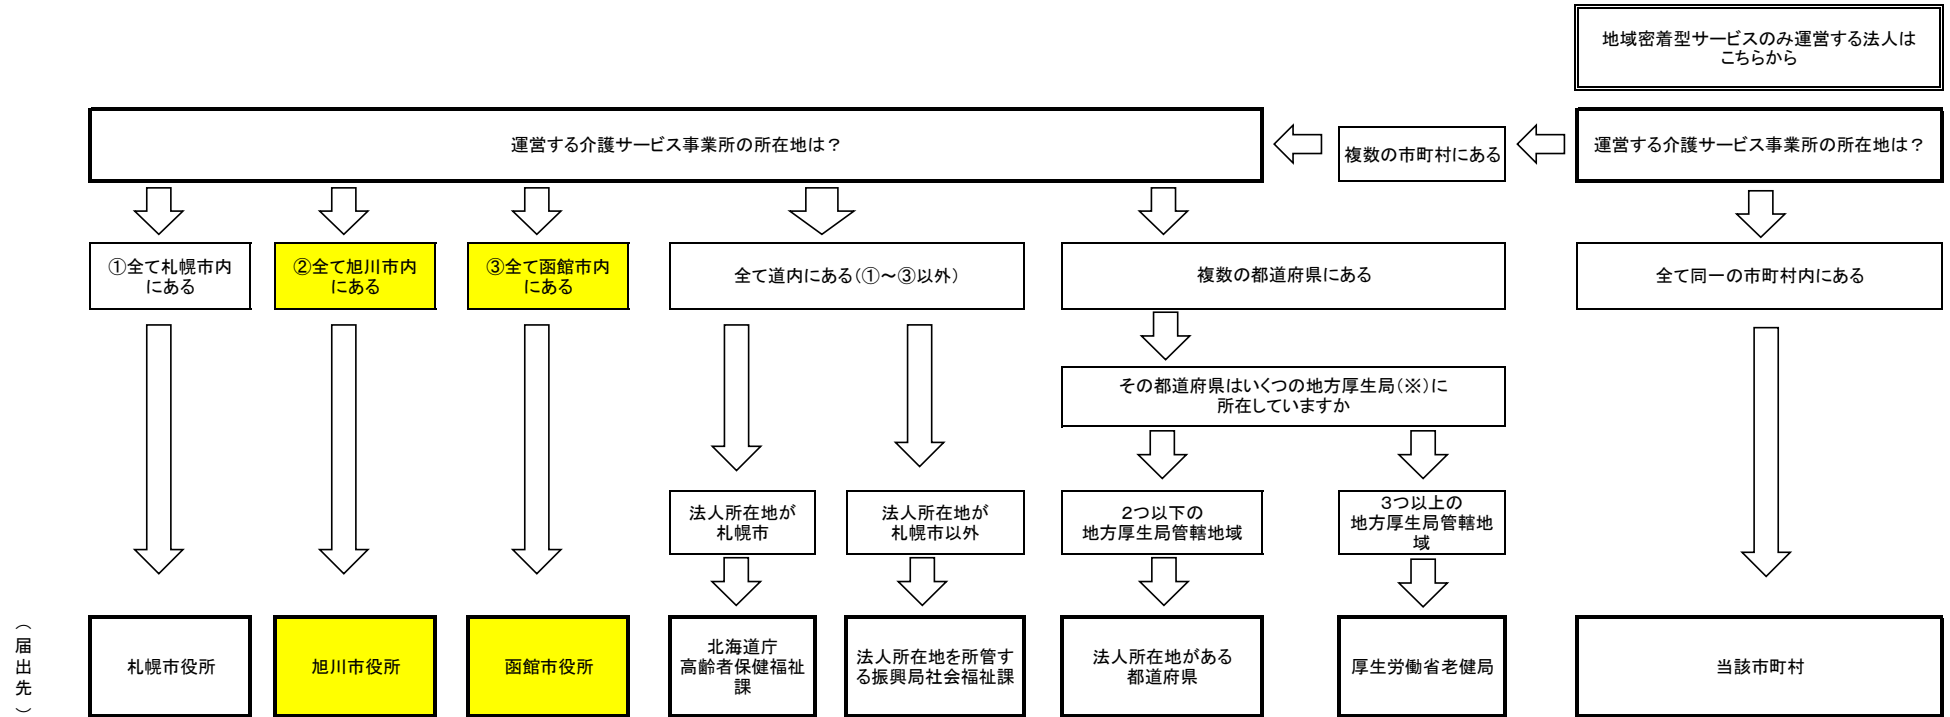 地域密着型サービスのみ運営する法人は
こちらから
運営する介護サービス事業所の所在地は?
複数の市町村にある
運営する介護サービス事業所の所在地は?
①全て札幌市内
にある
②全て旭川市内
にある
③全て函館市内
にある
全て道内にある(①～③以外)
複数の都道府県にある
全て同一の市町村内にある
その都道府県はいくつの地方厚生局(※)に
所在していますか
法人所在地が
札幌市
法人所在地が
札幌市以外
2つ以下の
地方厚生局管轄地域
3つ以上の
地方厚生局管轄地
域
(届出先)
札幌市役所
旭川市役所
函館市役所
北海道庁
高齢者保健福祉
課
法人所在地を所管す
る振興局社会福祉課
法人所在地がある
都道府県
厚生労働省老健局
当該市町村